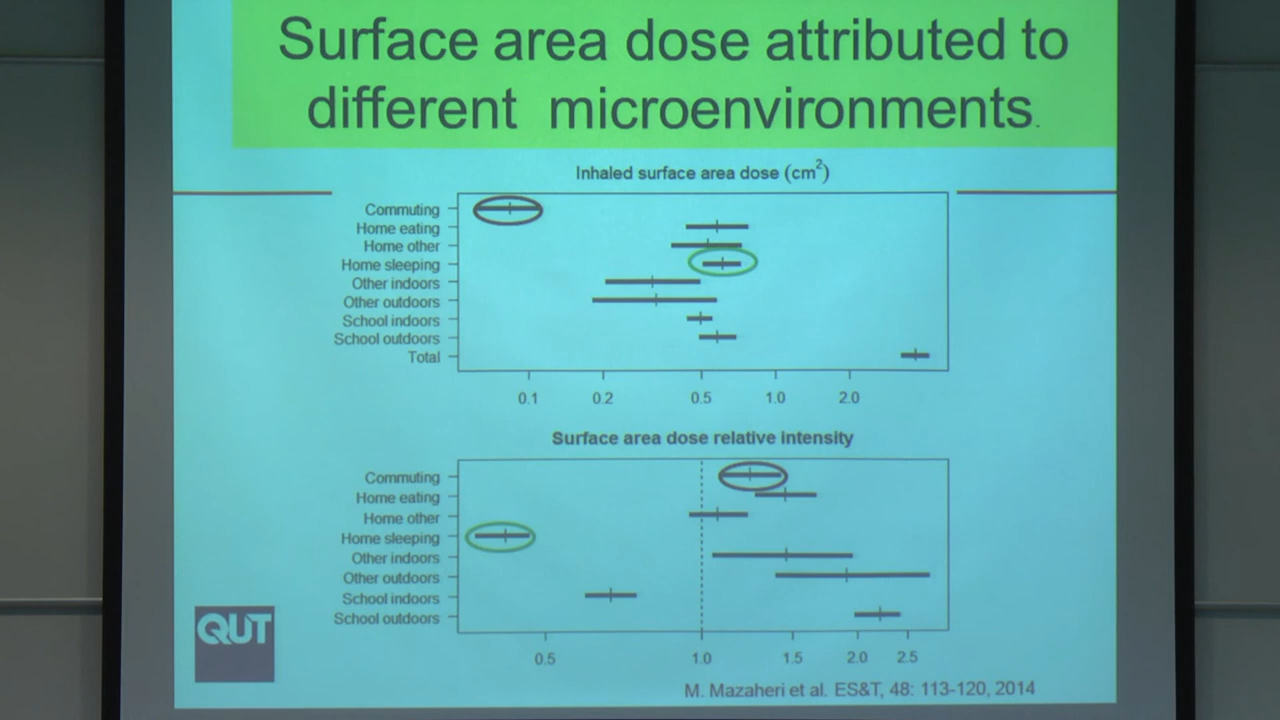 Surface area dose attributed to
different microenvironments.
Inhaled surface area dose (cm²)
Commuting
Home eating
Home other
Home sleeping
Other indoors
Other outdoors
School indoors
School outdoors
Total
0.1 0.2 0.5 1.0 2.0
Surface area dose relative intensity
Commuting
Home eating
Home other
Home sleeping
Other indoors
Other outdoors
School indoors
School outdoors
0.5 1.0 1.5 2.0 2.5
QUT
M. Mazaheri et al. ES&T, 48: 113-120, 2014